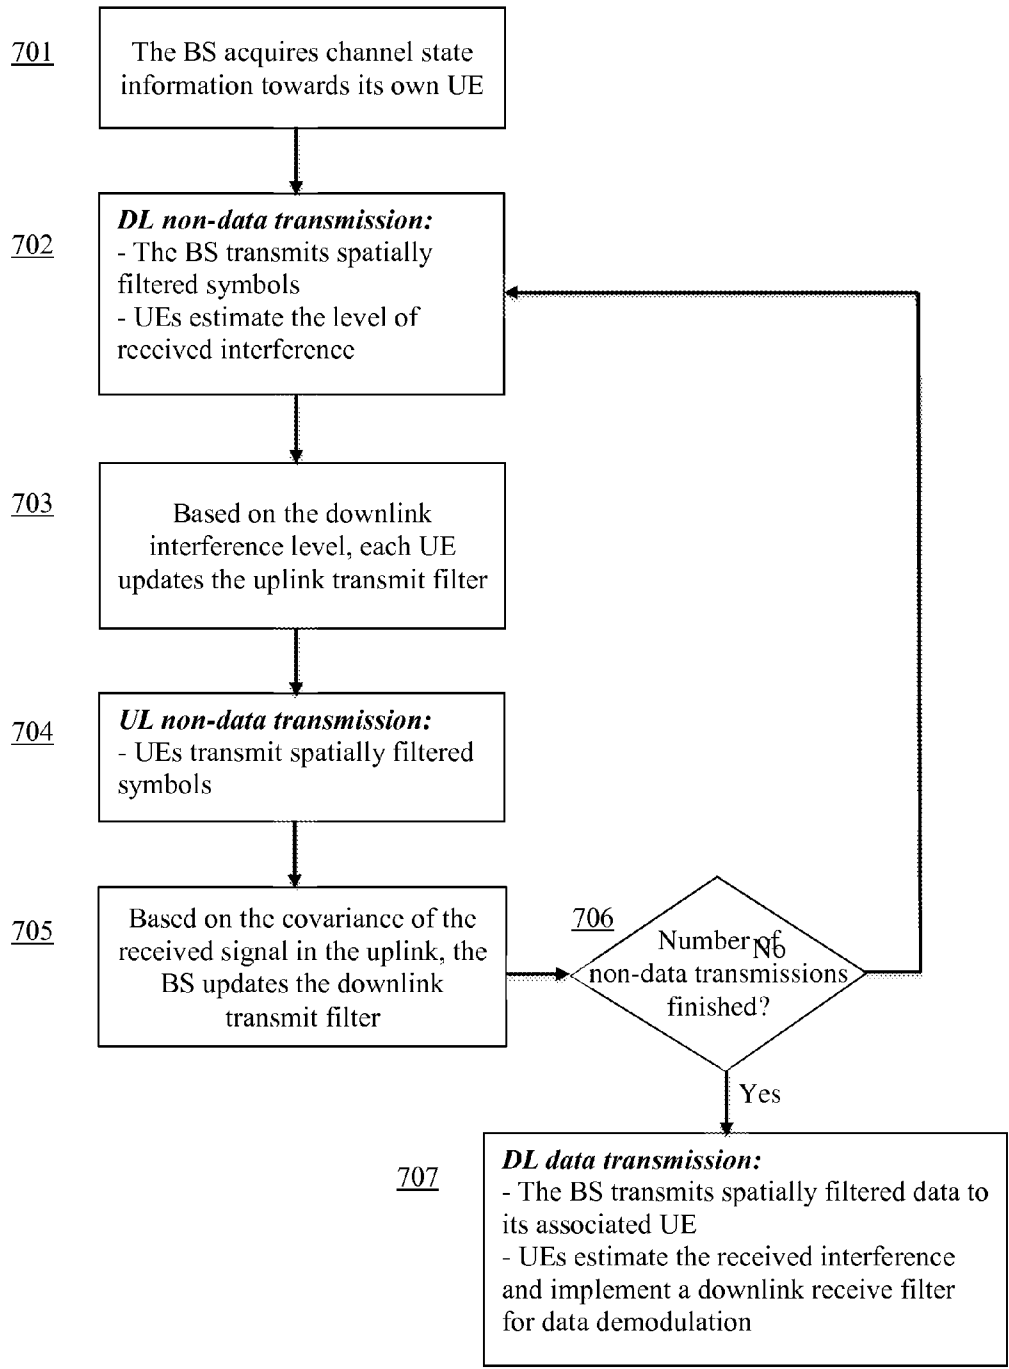 701
The BS acquires channel state
information towards its own UE
702
DL non-data transmission:
- The BS transmits spatially
filtered symbols
- UEs estimate the level of
received interference
703
Based on the downlink
interference level, each UE
updates the uplink transmit filter
704
UL non-data transmission:
- UEs transmit spatially filtered
symbols
705
Based on the covariance of the
received signal in the uplink, the
BS updates the downlink
transmit filter
706
Number of
No
non-data transmissions
finished?
Yes
707
DL data transmission:
- The BS transmits spatially filtered data to
its associated UE
- UEs estimate the received interference
and implement a downlink receive filter
for data demodulation